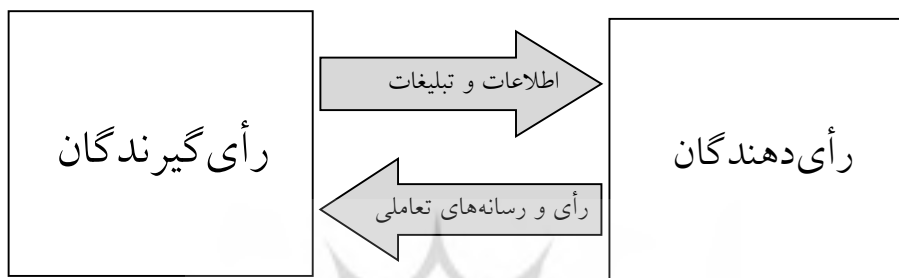 اطلاعات و تبلیغات
رأی‌دهندگان
رأی‌گیرندگان
رأی و رسانه‌های تعاملی